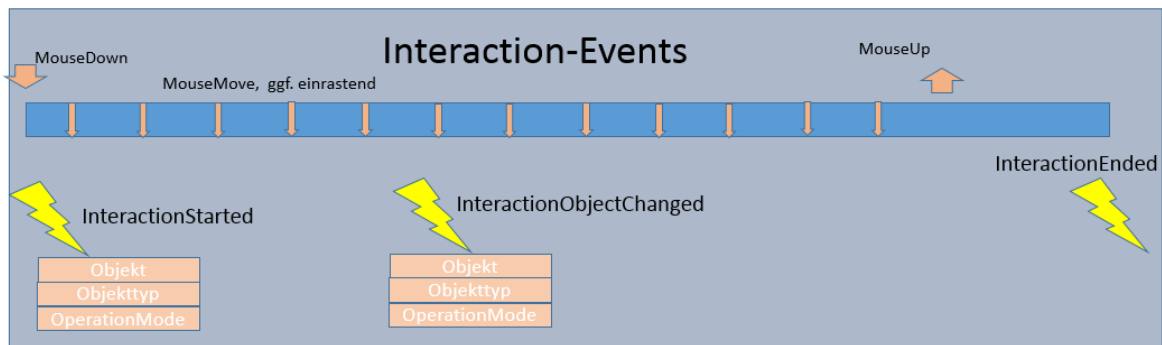 Interaction-Events
MouseDown
MouseUp
MouseMove, ggf. einrastend
InteractionStarted
InteractionObjectChanged
InteractionEnded
Objekt
Objekttyp
OperationMode
Objekt
Objekttyp
OperationMode